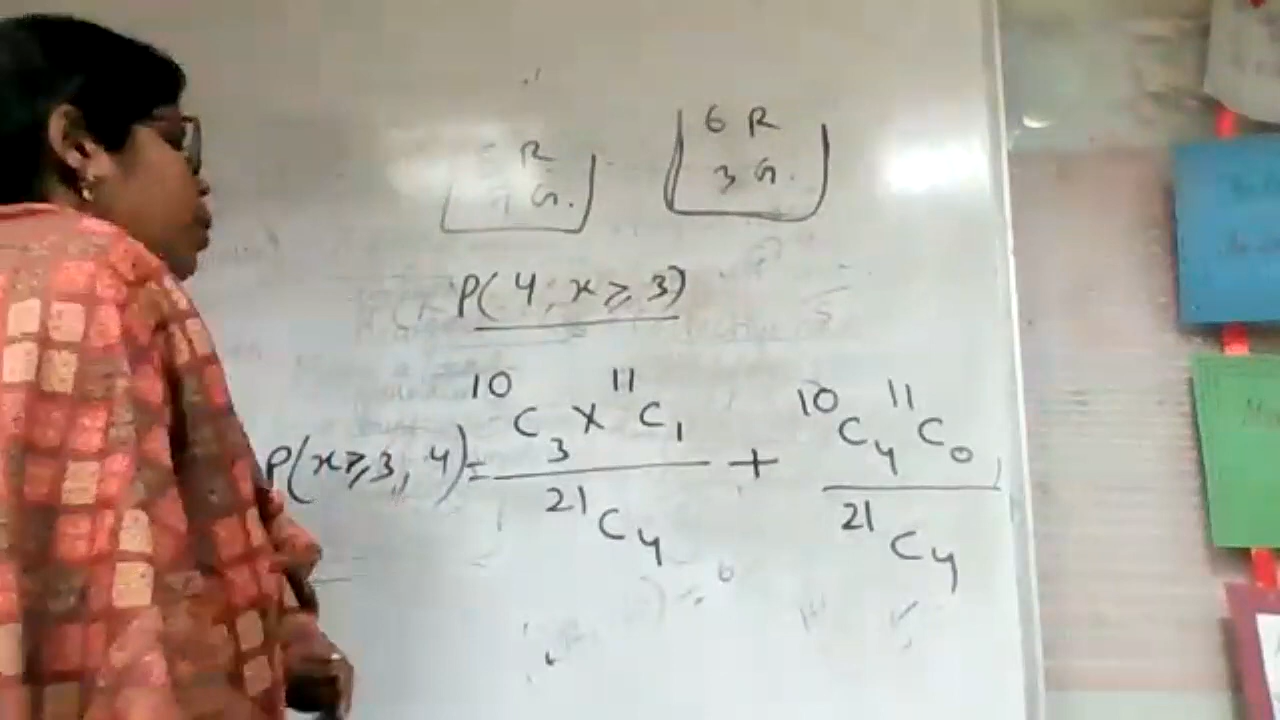 R
G.
6 R
3 G.
P(4, x ≥ 3)
P(x ≥ 3, 4) = ¹⁰C₃ X ¹¹C₁ / ²¹C₄ + ¹⁰C₄ ¹¹C₀ / ²¹C₄